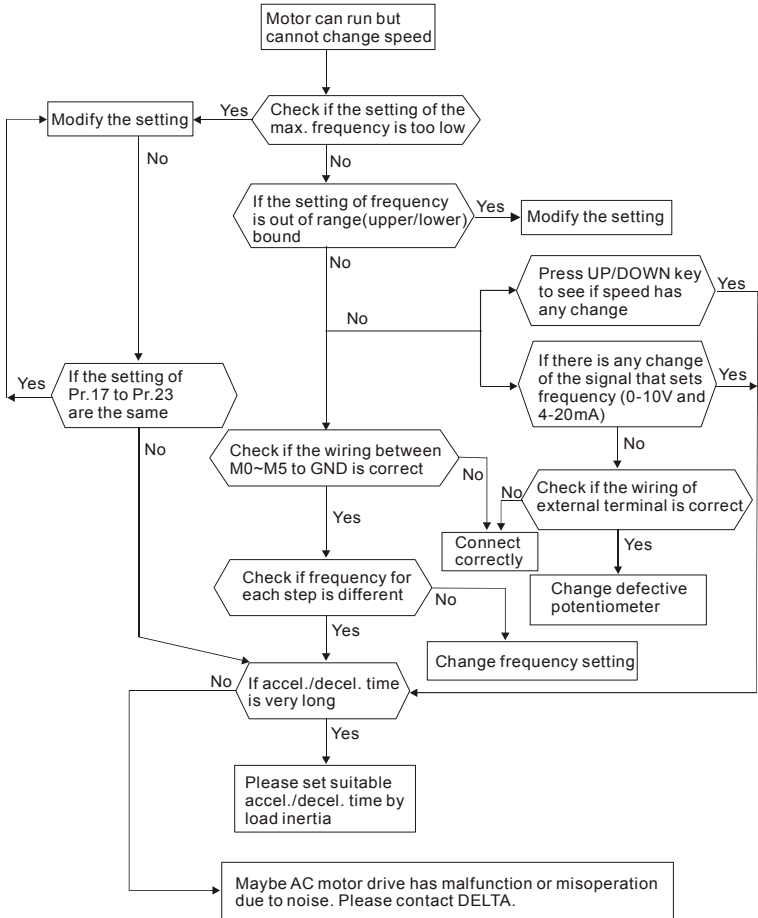 Motor can run but
cannot change speed
Yes
Check if the setting of the
max. frequency is too low
Modify the setting
No
No
If the setting of frequency
is out of range(upper/lower)
bound
Yes
Modify the setting
No
Press UP/DOWN key
to see if speed has
any change
Yes
No
If there is any change
of the signal that sets
frequency (0-10V and
4-20mA)
Yes
Yes
If the setting of
Pr.17 to Pr.23
are the same
No
No
Check if the wiring between
M0~M5 to GND is correct
No
No
Check if the wiring of
external terminal is correct
Yes
Connect
correctly
Yes
Change defective
potentiometer
Check if frequency for
each step is different
No
Yes
Change frequency setting
No
If accel./decel. time
is very long
Yes
Please set suitable
accel./decel. time by
load inertia
Maybe AC motor drive has malfunction or misoperation
due to noise. Please contact DELTA.